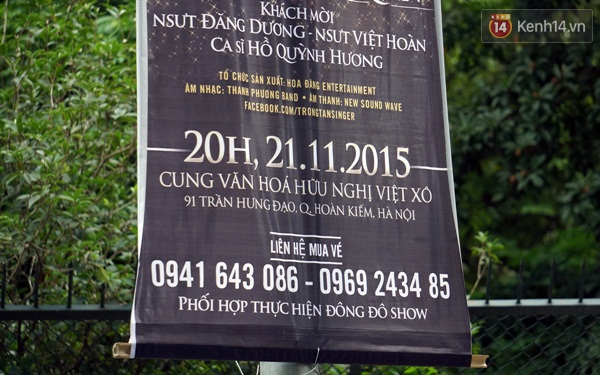 KHÁCH MỜI
NSƯT ĐĂNG DƯƠNG - NSƯT VIỆT HOÀN
CA SĨ HỒ QUỲNH HƯƠNG
TỔ CHỨC SẢN XUẤT: HOA ĐĂNG ENTERTAINMENT
ÂM NHẠC: THANH PHƯƠNG BAND • ÂM THANH: NEW SOUND WAVE
FACEBOOK.COM/TRONGTANSINGER
20H, 21.11.2015
CUNG VĂN HOÁ HỮU NGHỊ VIỆT XÔ
91 TRẦN HƯNG ĐẠO, Q. HOÀN KIẾM, HÀ NỘI
LIÊN HỆ MUA VÉ
0941 643 086 - 0969 2434 85
PHỐI HỢP THỰC HIỆN ĐÔNG ĐÔ SHOW
14 Kenh14.vn